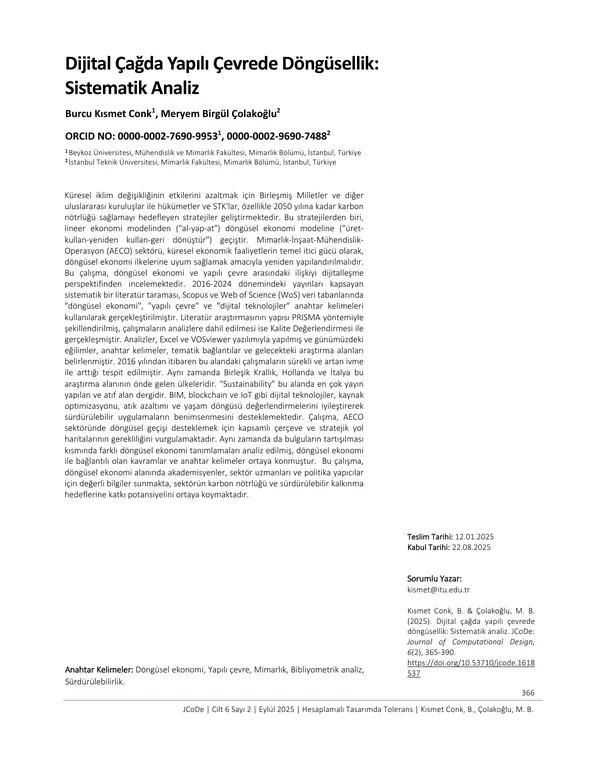 Dijital Çağda Yapılı Çevrede Döngüsellik:
Sistematik Analiz
Burcu Kısmet Conk¹, Meryem Birgül Çolakoğlu²
ORCID NO: 0000-0002-7690-9953¹, 0000-0002-9690-7488²
¹ Beykoz Üniversitesi, Mühendislik ve Mimarlık Fakültesi, Mimarlık Bölümü, İstanbul, Türkiye
² İstanbul Teknik Üniversitesi, Mimarlık Fakültesi, Mimarlık Bölümü, İstanbul, Türkiye
Küresel iklim değişikliğinin etkilerini azaltmak için Birleşmiş Milletler ve diğer
uluslararası kuruluşlar ile hükümetler ve STK'lar, özellikle 2050 yılına kadar karbon
nötrlüğü sağlamayı hedefleyen stratejiler geliştirmektedir. Bu stratejilerden biri,
lineer ekonomi modelinden ("al-yap-at") döngüsel ekonomi modeline ("üret-
kullan-yeniden kullan-geri dönüştür") geçiştir. Mimarlık-İnşaat-Mühendislik-
Operasyon (AECO) sektörü, küresel ekonomik faaliyetlerin temel itici gücü olarak,
döngüsel ekonomi ilkelerine uyum sağlamak amacıyla yeniden yapılandırılmalıdır.
Bu çalışma, döngüsel ekonomi ve yapılı çevre arasındaki ilişkiyi dijitalleşme
perspektifinden incelemektedir. 2016-2024 dönemindeki yayınları kapsayan
sistematik bir literatür taraması, Scopus ve Web of Science (WoS) veri tabanlarında
"döngüsel ekonomi", "yapılı çevre" ve "dijital teknolojiler" anahtar kelimeleri
kullanılarak gerçekleştirilmiştir. Literatür araştırmasının yapısı PRISMA yöntemiyle
şekillendirilmiş, çalışmaların analizlere dahil edilmesi ise Kalite Değerlendirmesi ile
gerçekleşmiştir. Analizler, Excel ve VOSviewer yazılımıyla yapılmış ve günümüzdeki
eğilimler, anahtar kelimeler, tematik bağlantılar ve gelecekteki araştırma alanları
belirlenmiştir. 2016 yılından itibaren bu alandaki çalışmaların sürekli ve artan ivme
ile arttığı tespit edilmiştir. Aynı zamanda Birleşik Krallık, Hollanda ve İtalya bu
araştırma alanının önde gelen ülkeleridir. "Sustainability" bu alanda en çok yayın
yapılan ve atıf alan dergidir. BIM, blockchain ve IoT gibi dijital teknolojiler, kaynak
optimizasyonu, atık azaltımı ve yaşam döngüsü değerlendirmelerini iyileştirerek
sürdürülebilir uygulamaların benimsenmesini desteklemektedir. Çalışma, AECO
sektöründe döngüsel geçişi desteklemek için kapsamlı çerçeve ve stratejik yol
haritalarının gerekliliğini vurgulamaktadır. Aynı zamanda da bulguların tartışılması
kısmında farklı döngüsel ekonomi tanımlamaları analiz edilmiş, döngüsel ekonomi
ile bağlantılı olan kavramlar ve anahtar kelimeler ortaya konmuştur. Bu çalışma,
döngüsel ekonomi alanında akademisyenler, sektör uzmanları ve politika yapıcılar
için değerli bilgiler sunmakta, sektörün karbon nötrlüğü ve sürdürülebilir kalkınma
hedeflerine katkı potansiyelini ortaya koymaktadır.
Teslim Tarihi: 12.01.2025
Kabul Tarihi: 22.08.2025
Sorumlu Yazar:
kismet@itu.edu.tr
Kısmet Conk, B. & Çolakoğlu, M. B.
(2025). Dijital çağda yapılı çevrede
döngüsellik: Sistematik analiz. JCoDe:
Journal of Computational Design,
6(2), 365-390.
https://doi.org/10.53710/jcode.1618
537
Anahtar Kelimeler: Döngüsel ekonomi, Yapılı çevre, Mimarlık, Bibliyometrik analiz,
Sürdürülebilirlik.
366
JCoDe | Cilt 6 Sayı 2 | Eylül 2025 | Hesaplamalı Tasarımda Tolerans | Kısmet Conk, B., Çolakoğlu, M. B.